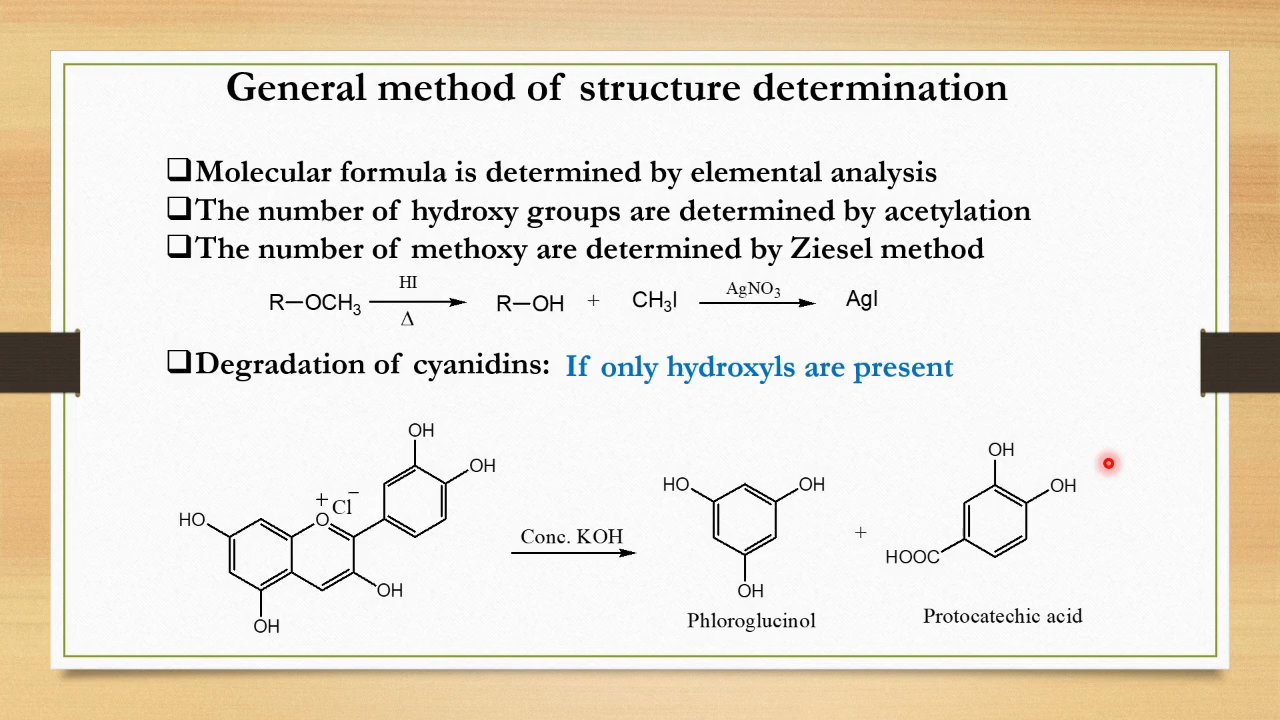 General method of structure determination
❑Molecular formula is determined by elemental analysis
❑The number of hydroxy groups are determined by acetylation
❑The number of methoxy are determined by Ziesel method
R—OCH₃ HI Δ R—OH + CH₃I AgNO₃ AgI
❑Degradation of cyanidins: If only hydroxyls are present
OH
OH
+ Cl⁻
HO
O
OH
OH
Conc. KOH
HO
OH
OH
Phloroglucinol
+
OH
OH
HOOC
Protocatechic acid